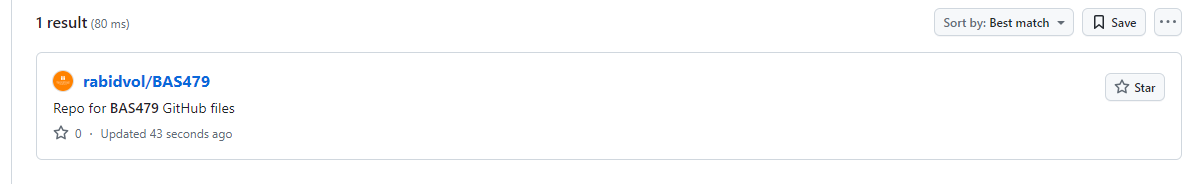 1 result (80 ms)
Sort by: Best match
Save
rabidvol/BAS479
Star
Repo for BAS479 GitHub files
0 · Updated 43 seconds ago